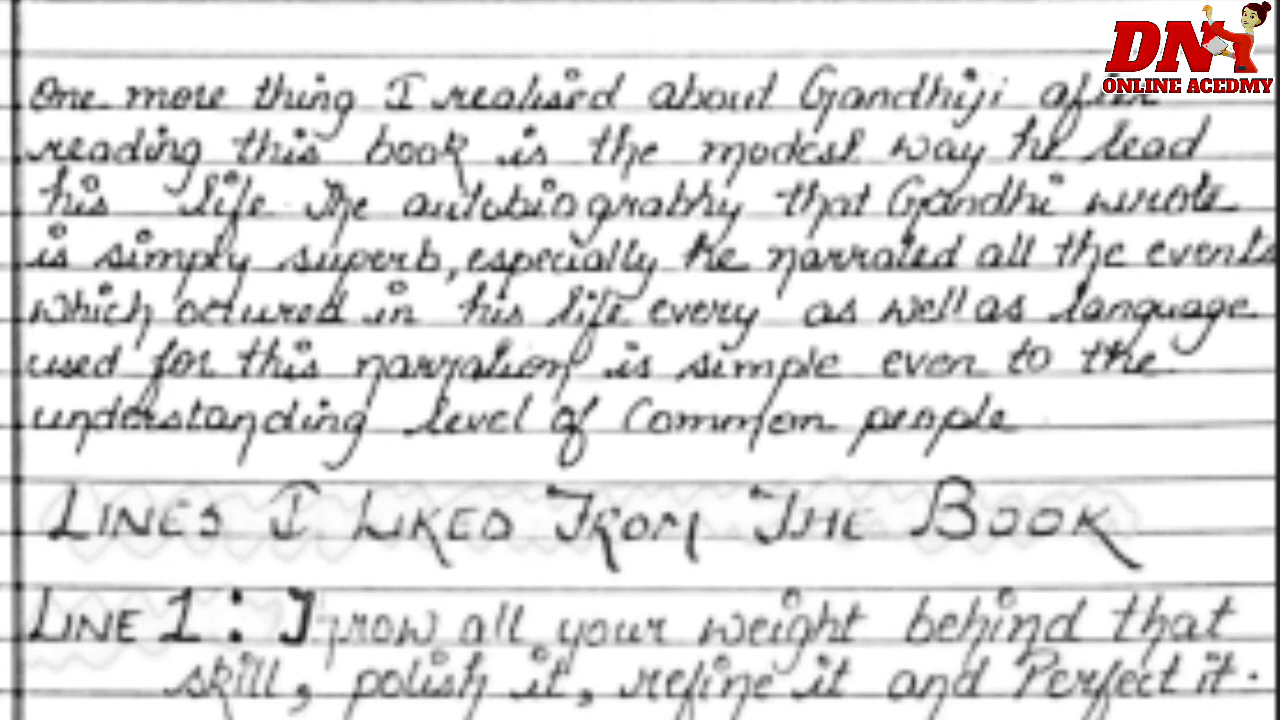 DNA
ONLINE ACEDMY
One more thing I realised about Gandhiji after
reading this book is the modest way he lead
his life The autobiography that Gandhi wrote
is simply superb, especially he narrated all the events
which occured in his life every as well as language
used for this narration is simple even to the
understanding level of Common people
LINES I LIKED FROM THE BOOK
LINE 1: Throw all your weight behind that
skill, polish it, refine it and Perfect it.